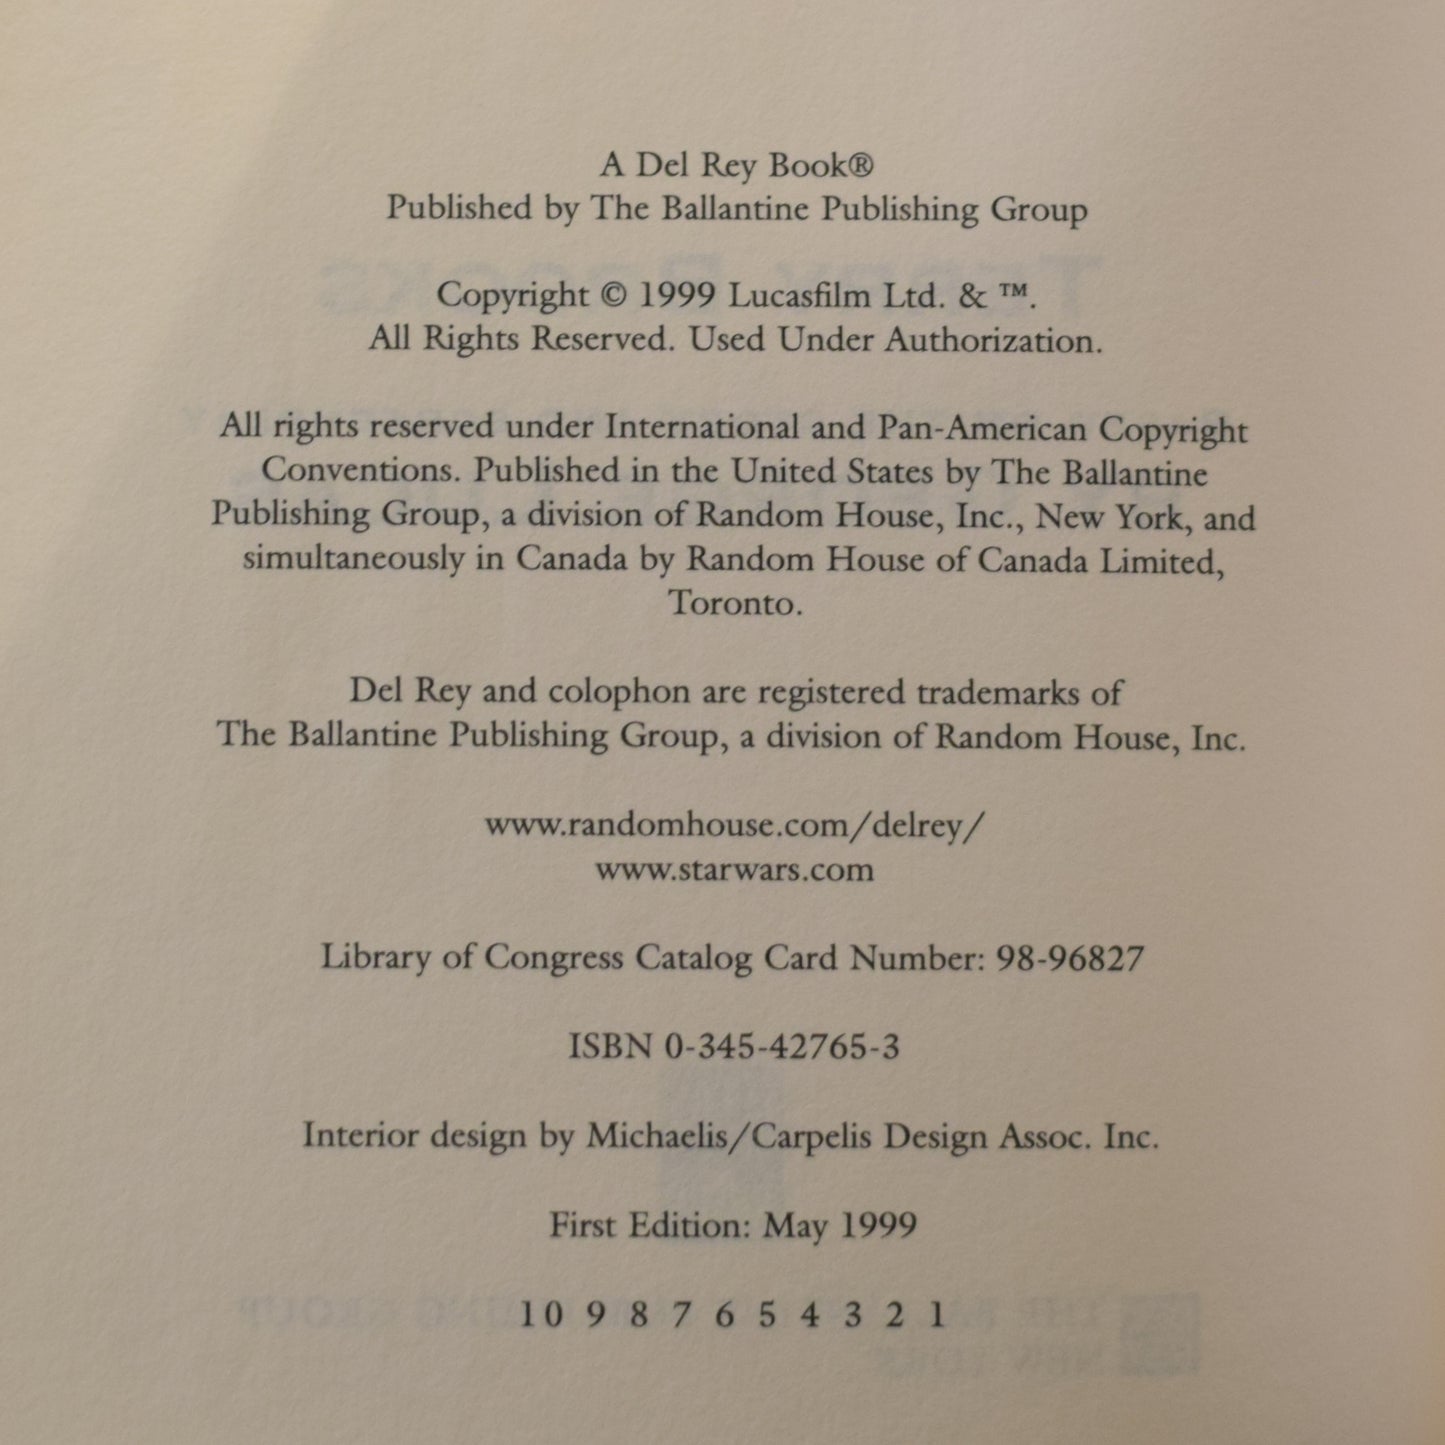 A Del Rey Book®
Published by The Ballantine Publishing Group
Copyright © 1999 Lucasfilm Ltd. & ™.
All Rights Reserved. Used Under Authorization.
All rights reserved under International and Pan-American Copyright
Conventions. Published in the United States by The Ballantine
Publishing Group, a division of Random House, Inc., New York, and
simultaneously in Canada by Random House of Canada Limited,
Toronto.
Del Rey and colophon are registered trademarks of
The Ballantine Publishing Group, a division of Random House, Inc.
www.randomhouse.com/delrey/
www.starwars.com
Library of Congress Catalog Card Number: 98-96827
ISBN 0-345-42765-3
Interior design by Michaelis/Carpelis Design Assoc. Inc.
First Edition: May 1999
10 9 8 7 6 5 4 3 2 1